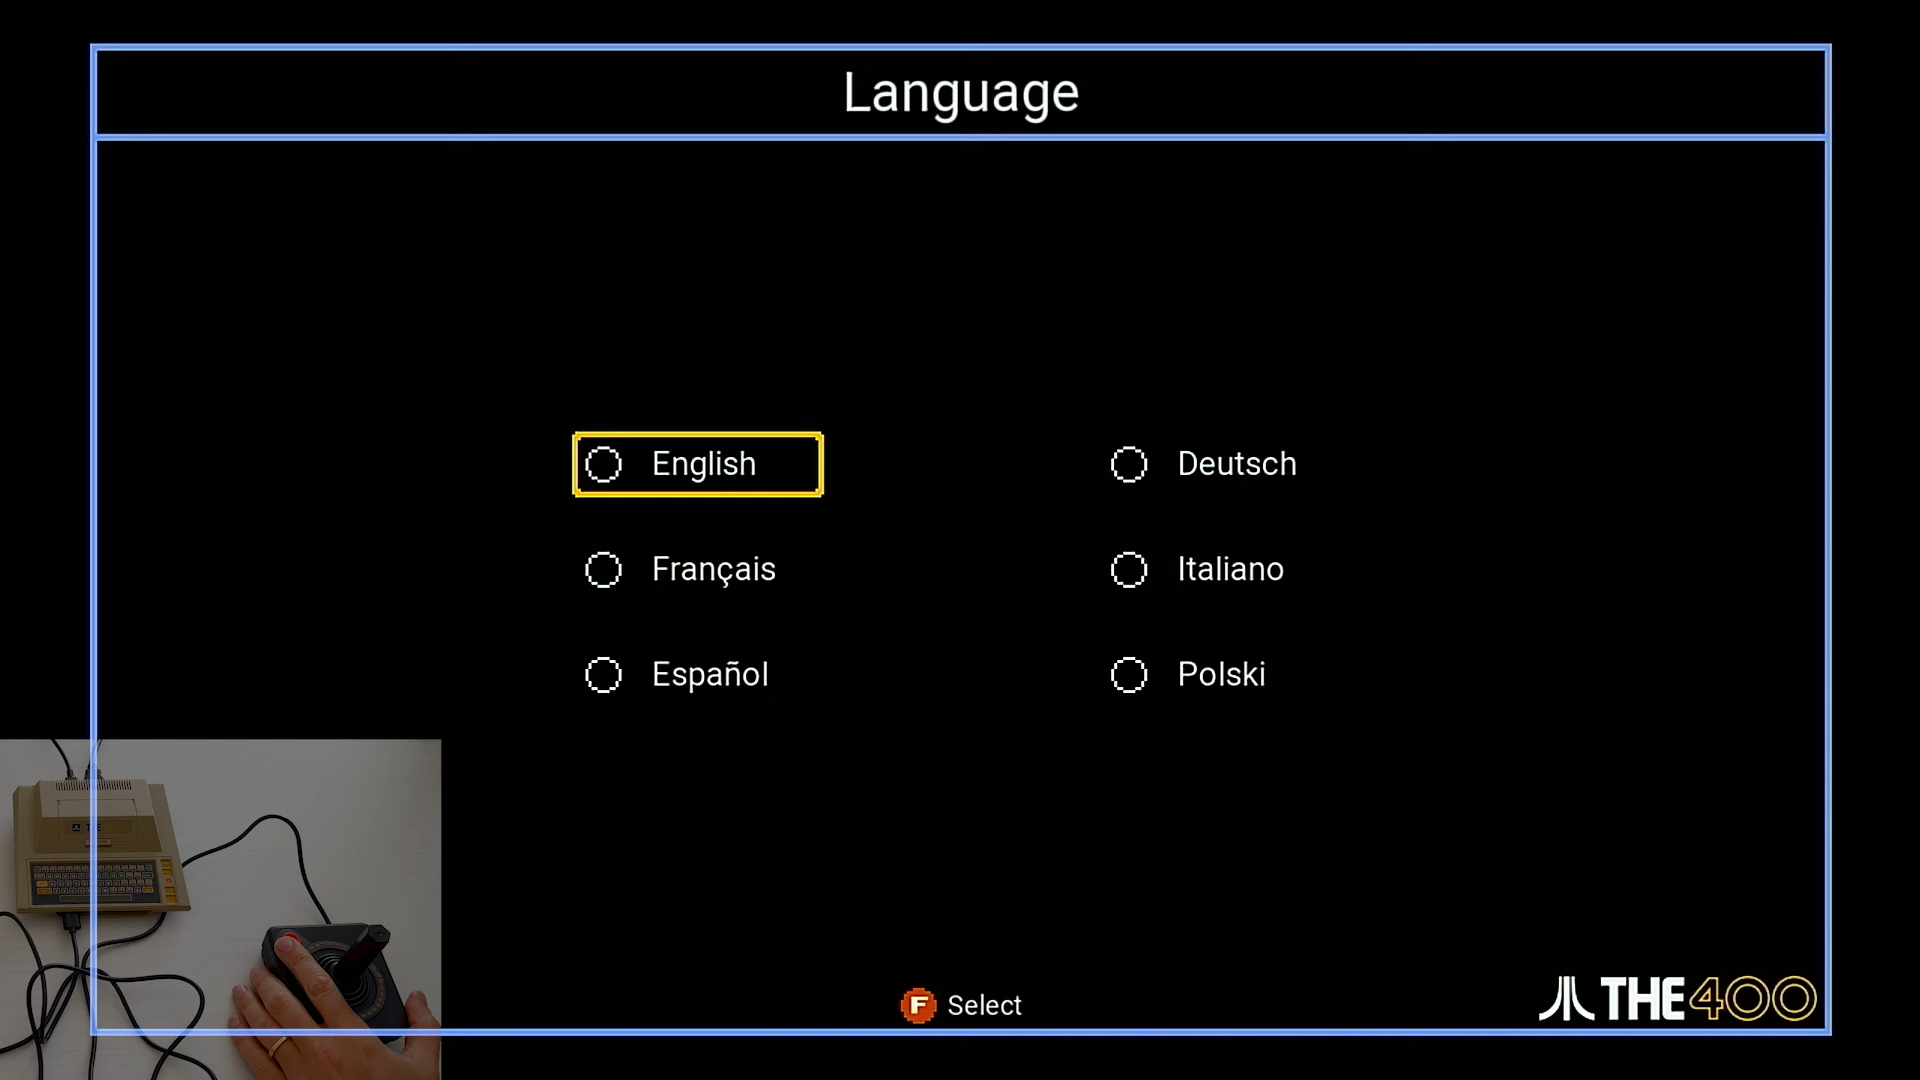 Language
English
Deutsch
Français
Italiano
Español
Polski
F Select
THE400